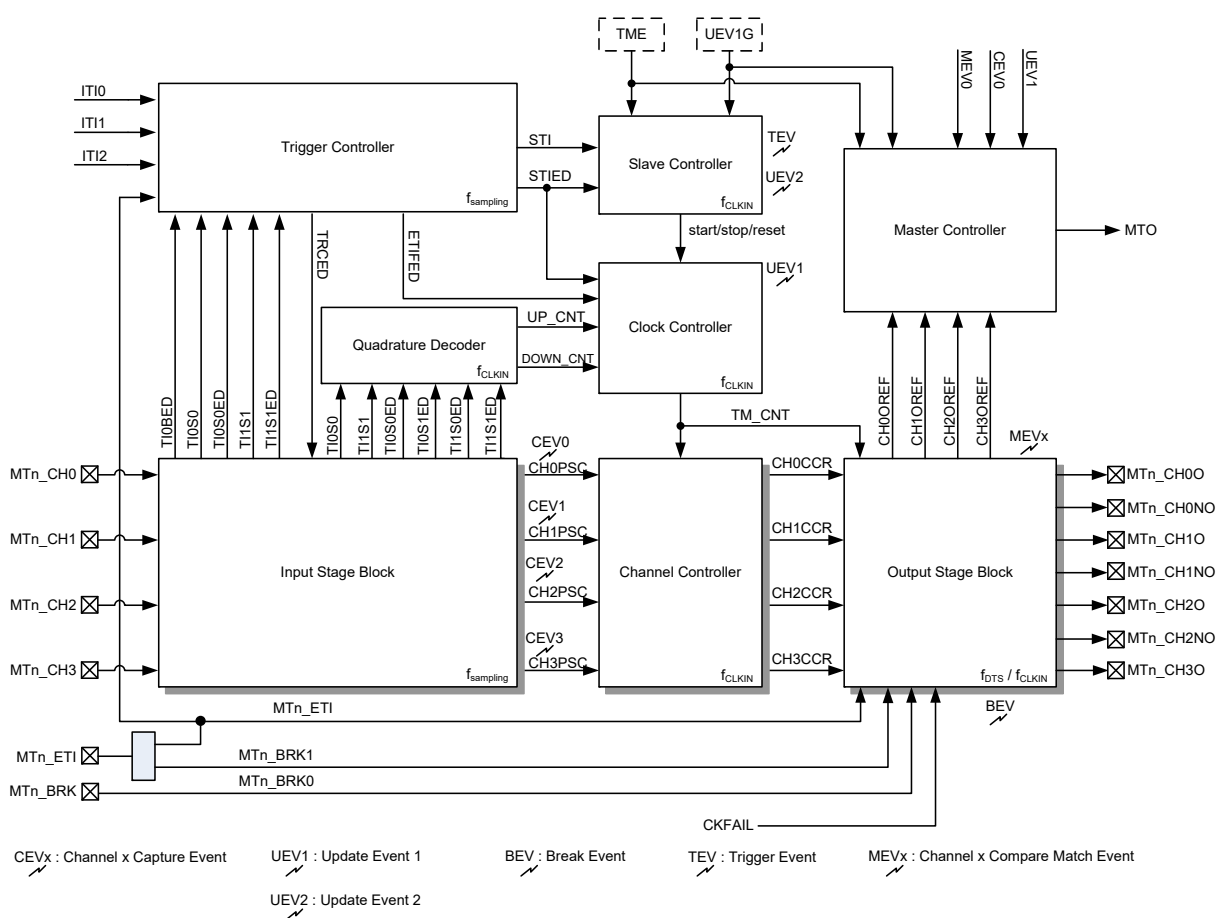 TME
UEV1G
MEV0
CEV0
UEV1
ITI0
ITI1
ITI2
Trigger Controller
fsampling
STI
STIED
Slave Controller
fCLKIN
TEV
UEV2
Master Controller
MTO
start/stop/reset
TRCED
ETIFED
UEV1
Clock Controller
fCLKIN
Quadrature Decoder
fCLKIN
UP_CNT
DOWN_CNT
TI0BED
TI0S0
TI0S0ED
TI1S1
TI1S1ED
TI0S0
TI1S1
TI0S0ED
TI0S1ED
TI1S0ED
TI1S1ED
TM_CNT
CH0OREF
CH1OREF
CH2OREF
CH3OREF
MEVx
MTn_CH0
MTn_CH1
MTn_CH2
MTn_CH3
Input Stage Block
fsampling
CEV0
CH0PSC
CEV1
CH1PSC
CEV2
CH2PSC
CEV3
CH3PSC
Channel Controller
fCLKIN
CH0CCR
CH1CCR
CH2CCR
CH3CCR
Output Stage Block
fDTS / fCLKIN
BEV
MTn_CH0O
MTn_CH0NO
MTn_CH1O
MTn_CH1NO
MTn_CH2O
MTn_CH2NO
MTn_CH3O
MTn_ETI
MTn_ETI
MTn_BRK1
MTn_BRK
MTn_BRK0
CKFAIL
CEVx : Channel x Capture Event
UEV1 : Update Event 1
BEV : Break Event
TEV : Trigger Event
MEVx : Channel x Compare Match Event
UEV2 : Update Event 2